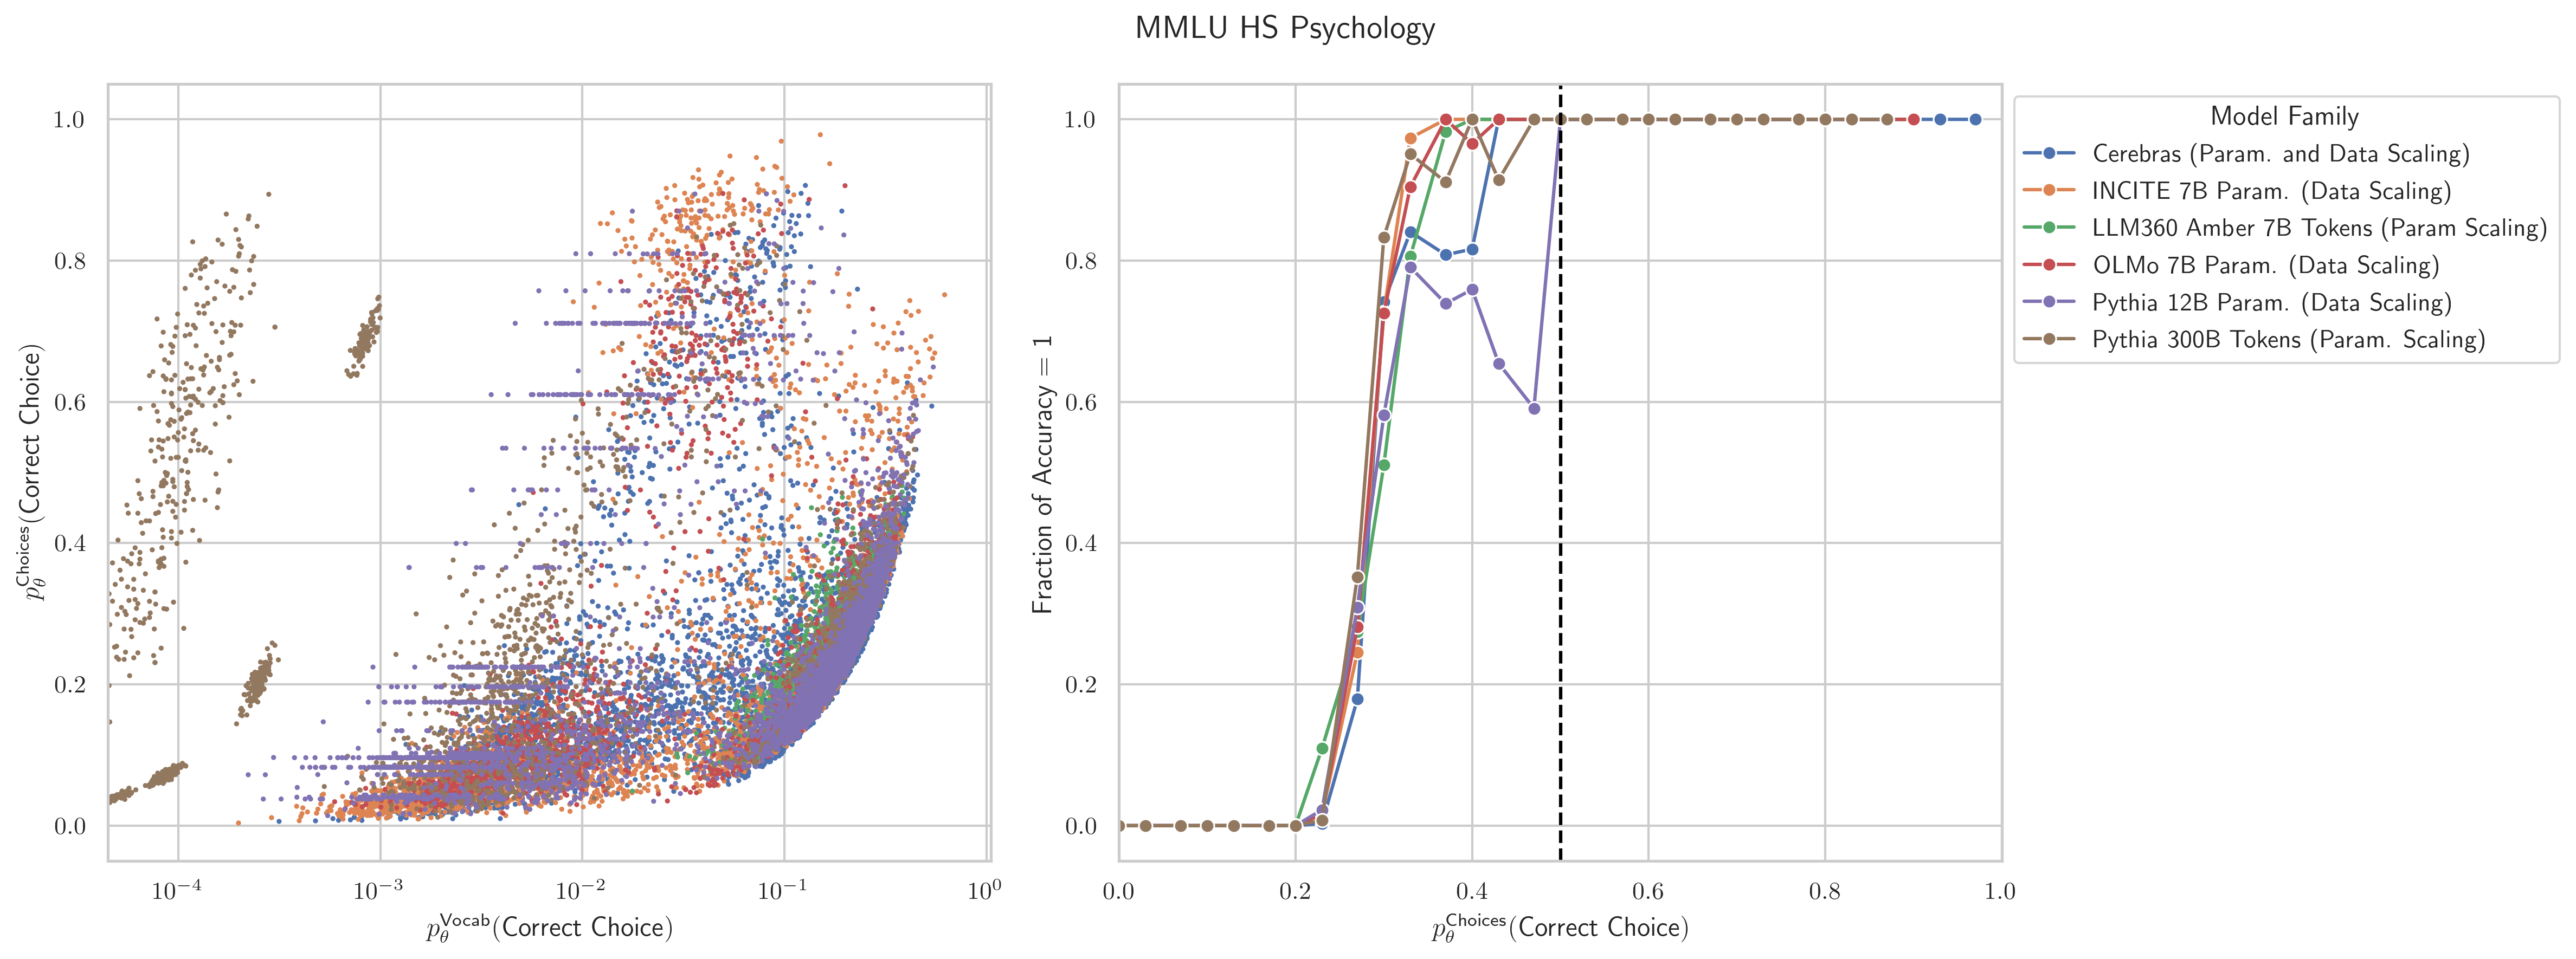 MMLU HS Psychology
1.0
0.8
0.6
0.4
0.2
0.0
p_θ^Choices(Correct Choice)
10^−4 10^−3 10^−2 10^−1 10^0
p_θ^Vocab(Correct Choice)
1.0
0.8
0.6
0.4
0.2
0.0
Fraction of Accuracy = 1
0.0 0.2 0.4 0.6 0.8 1.0
p_θ^Choices(Correct Choice)
Model Family
Cerebras (Param. and Data Scaling)
INCITE 7B Param. (Data Scaling)
LLM360 Amber 7B Tokens (Param Scaling)
OLMo 7B Param. (Data Scaling)
Pythia 12B Param. (Data Scaling)
Pythia 300B Tokens (Param. Scaling)